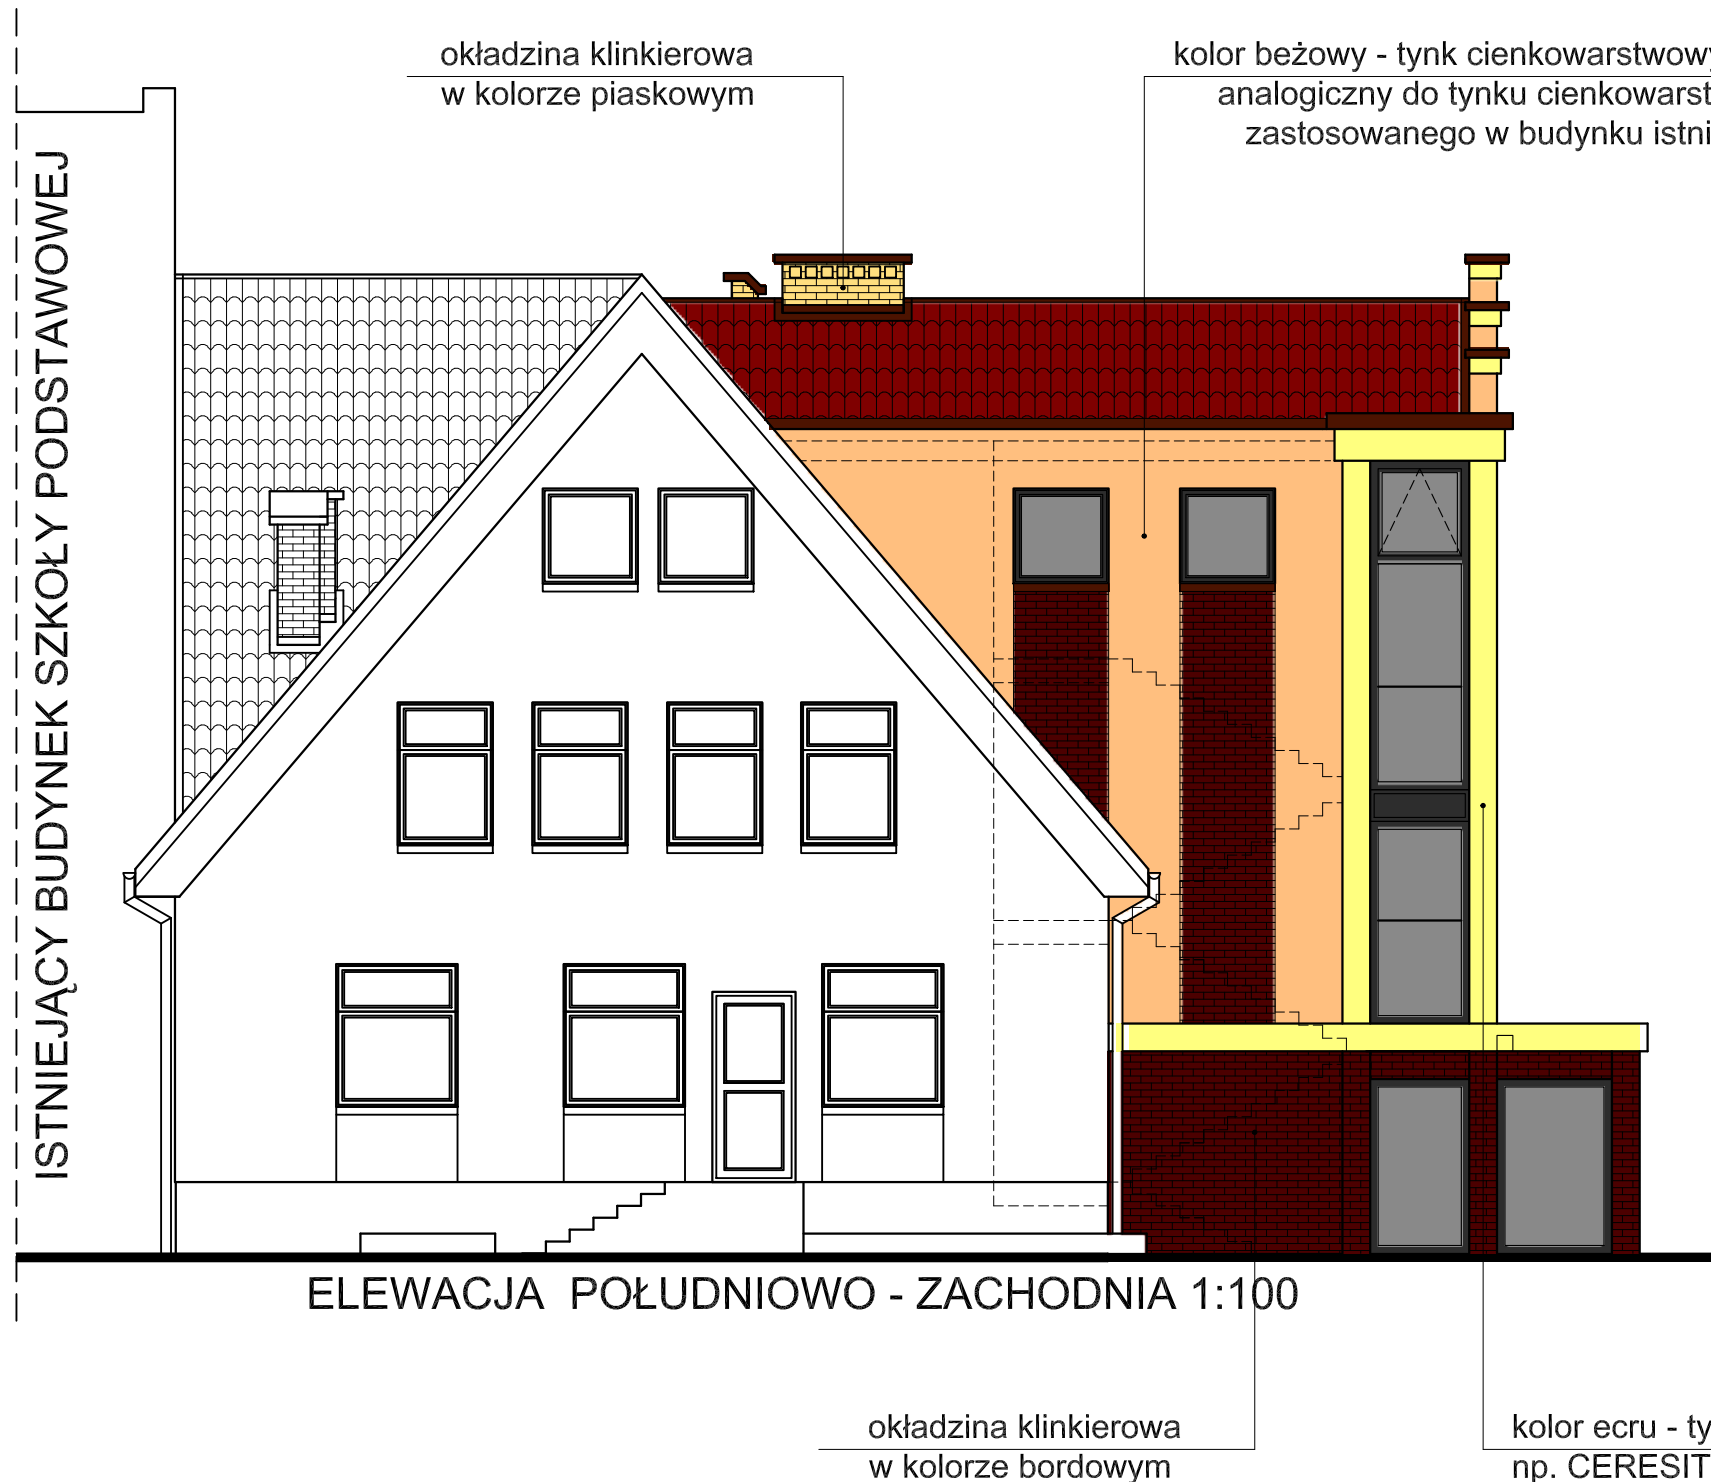 okładzina klinkierowa
w kolorze piaskowym
kolor beżowy - tynk cienkowarstwowy
analogiczny do tynku cienkowarst
zastosowanego w budynku istni
ISTNIEJĄCY BUDYNEK SZKOŁY PODSTAWOWEJ
ELEWACJA POŁUDNIOWO - ZACHODNIA 1:100
okładzina klinkierowa
w kolorze bordowym
kolor ecru - ty
np. CERESIT